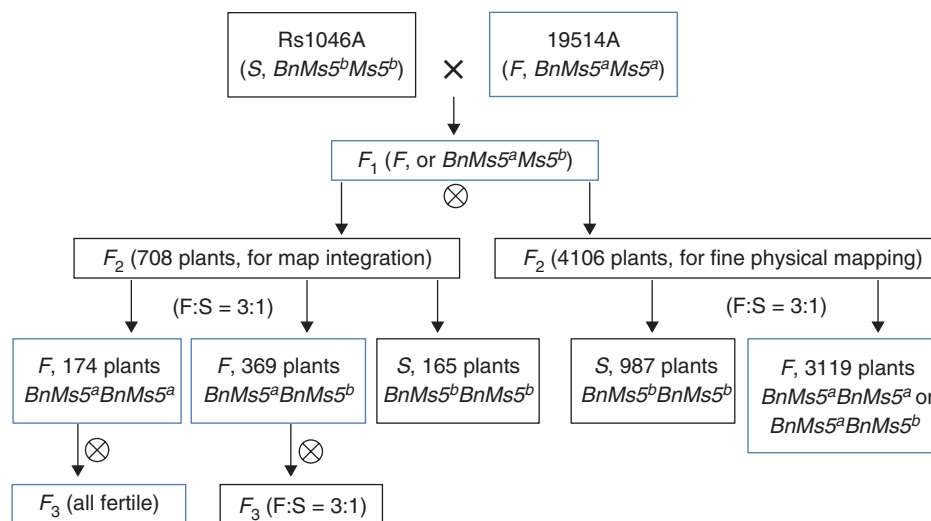 Rs1046A
(S, BnMs5ᵇMs5ᵇ)
×
19514A
(F, BnMs5ᵃMs5ᵃ)
F₁ (F, or BnMs5ᵃMs5ᵇ)
F₂ (708 plants, for map integration)
F₂ (4106 plants, for fine physical mapping)
(F:S = 3:1)
(F:S = 3:1)
F, 174 plants
BnMs5ᵃBnMs5ᵃ
F, 369 plants
BnMs5ᵃBnMs5ᵇ
S, 165 plants
BnMs5ᵇBnMs5ᵇ
S, 987 plants
BnMs5ᵇBnMs5ᵇ
F, 3119 plants
BnMs5ᵃBnMs5ᵃ or
BnMs5ᵃBnMs5ᵇ
F₃ (all fertile)
F₃ (F:S = 3:1)